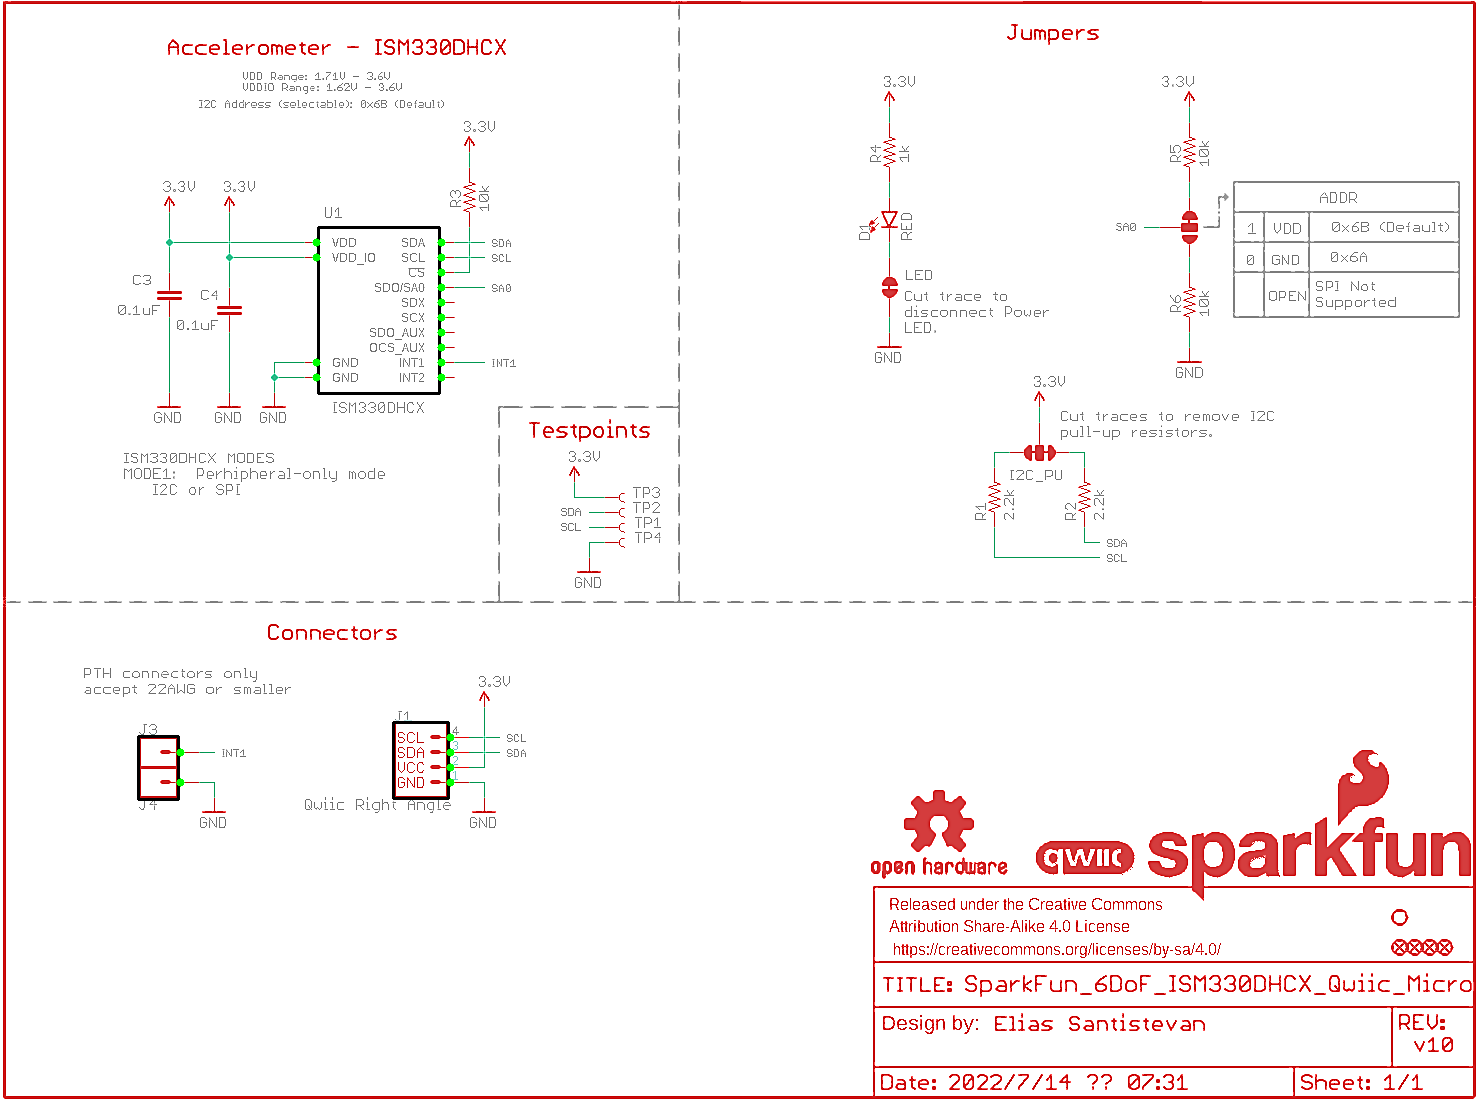 Accelerometer - ISM330DHCX
VDD Range: 1.71V - 3.6V
VDDIO Range: 1.62V - 3.6V
I2C Address (selectable): 0x6B (Default)
3.3V
R3
10k
3.3V
3.3V
U1
VDD
VDD_IO
GND
GND
SDA
SCL
CS
SDO/SA0
SDX
SCX
SDO_AUX
OCS_AUX
INT1
INT2
SDA
SCL
SA0
INT1
ISM330DHCX
C3
0.1uF
C4
0.1uF
GND
GND
GND
ISM330DHCX MODES
MODE1: Perhipheral-only mode
I2C or SPI
Testpoints
3.3V
TP3
SDA
TP2
SCL
TP1
TP4
GND
Jumpers
3.3V
R4
1k
D1
RED
LED
Cut trace to
disconnect Power
LED.
GND
3.3V
R5
10k
SA0
R6
10k
GND
ADDR
1 VDD 0x6B (Default)
0 GND 0x6A
OPEN SPI Not
Supported
3.3V
Cut traces to remove I2C
pull-up resistors.
I2C_PU
R1
2.2k
R2
2.2k
SDA
SCL
Connectors
PTH connectors only
accept 22AWG or smaller
J3
INT1
J4
GND
3.3V
J1
SCL 4 SCL
SDA 3 SDA
VCC 2
GND 1
Qwiic Right Angle
GND
open hardware
qwiic
sparkfun
Released under the Creative Commons
Attribution Share-Alike 4.0 License
https://creativecommons.org/licenses/by-sa/4.0/
TITLE: SparkFun_6DoF_ISM330DHCX_Qwiic_Micro
Design by: Elias Santistevan
REV:
v10
Date: 2022/7/14 ?? 07:31
Sheet: 1/1